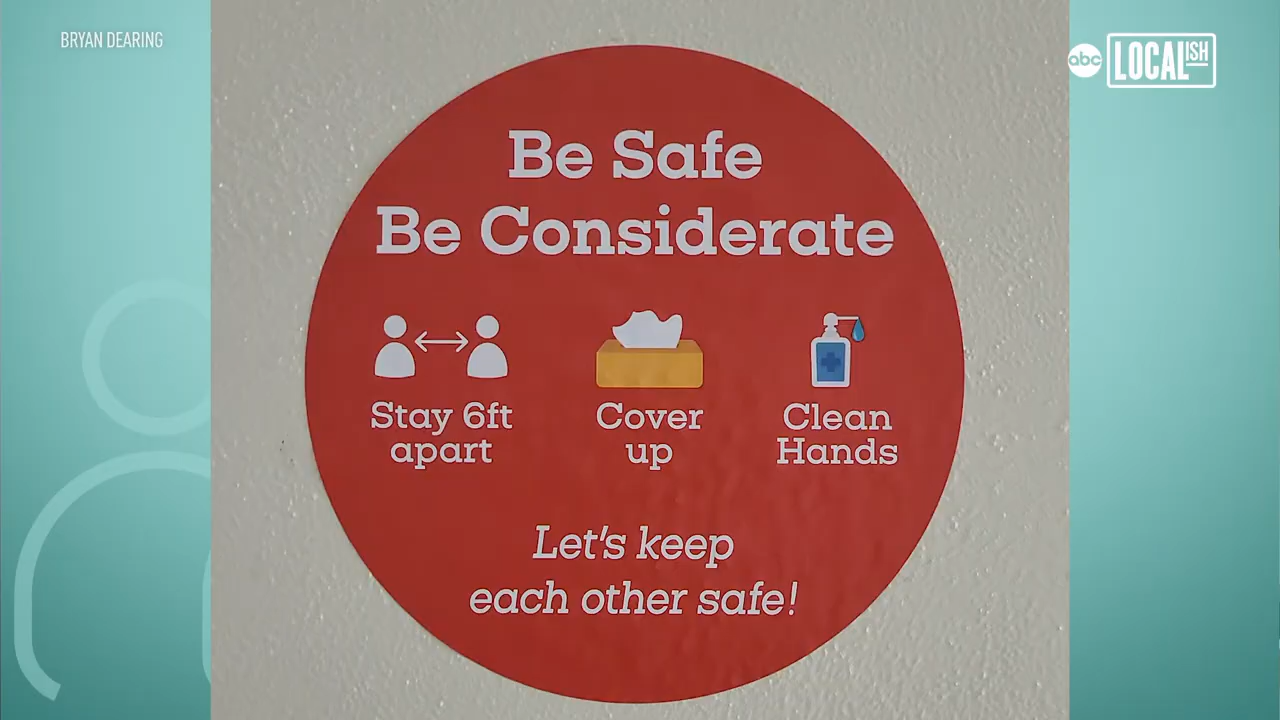 BRYAN DEARING
abc LOCALISH
Be Safe
Be Considerate
Stay 6ft
apart
Cover
up
Clean
Hands
Let's keep
each other safe!